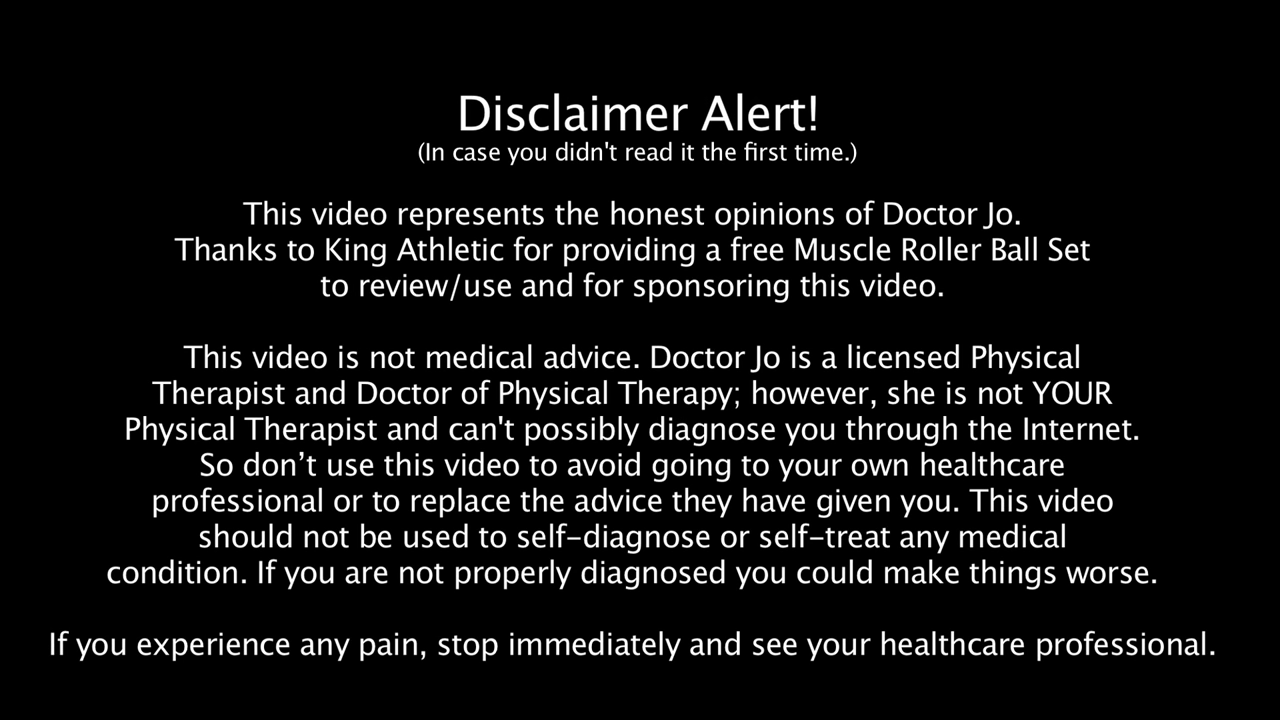 Disclaimer Alert!
(In case you didn't read it the first time.)
This video represents the honest opinions of Doctor Jo.
Thanks to King Athletic for providing a free Muscle Roller Ball Set
to review/use and for sponsoring this video.
This video is not medical advice. Doctor Jo is a licensed Physical
Therapist and Doctor of Physical Therapy; however, she is not YOUR
Physical Therapist and can't possibly diagnose you through the Internet.
So don’t use this video to avoid going to your own healthcare
professional or to replace the advice they have given you. This video
should not be used to self–diagnose or self–treat any medical
condition. If you are not properly diagnosed you could make things worse.
If you experience any pain, stop immediately and see your healthcare professional.